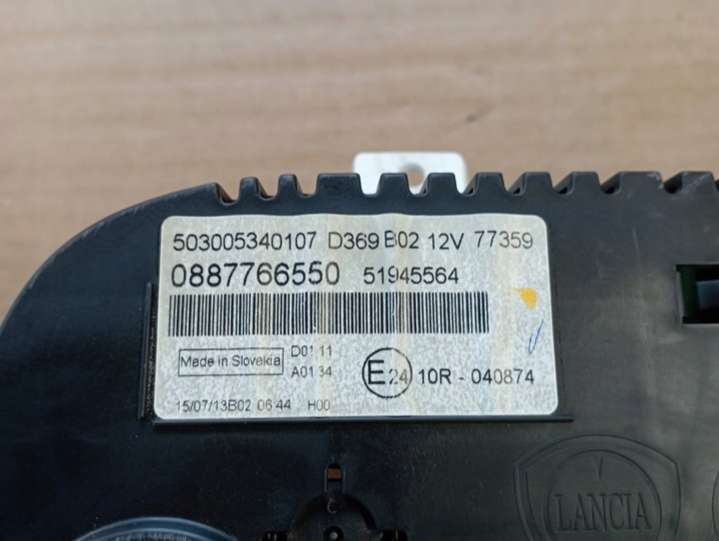 503005340107 D369 B02 12V 77359
0887766550 51945564
Made in Slovakia D01 11
A01 34
E24 10R - 040874
15/07/13B02 06:44 H00
LANCIA